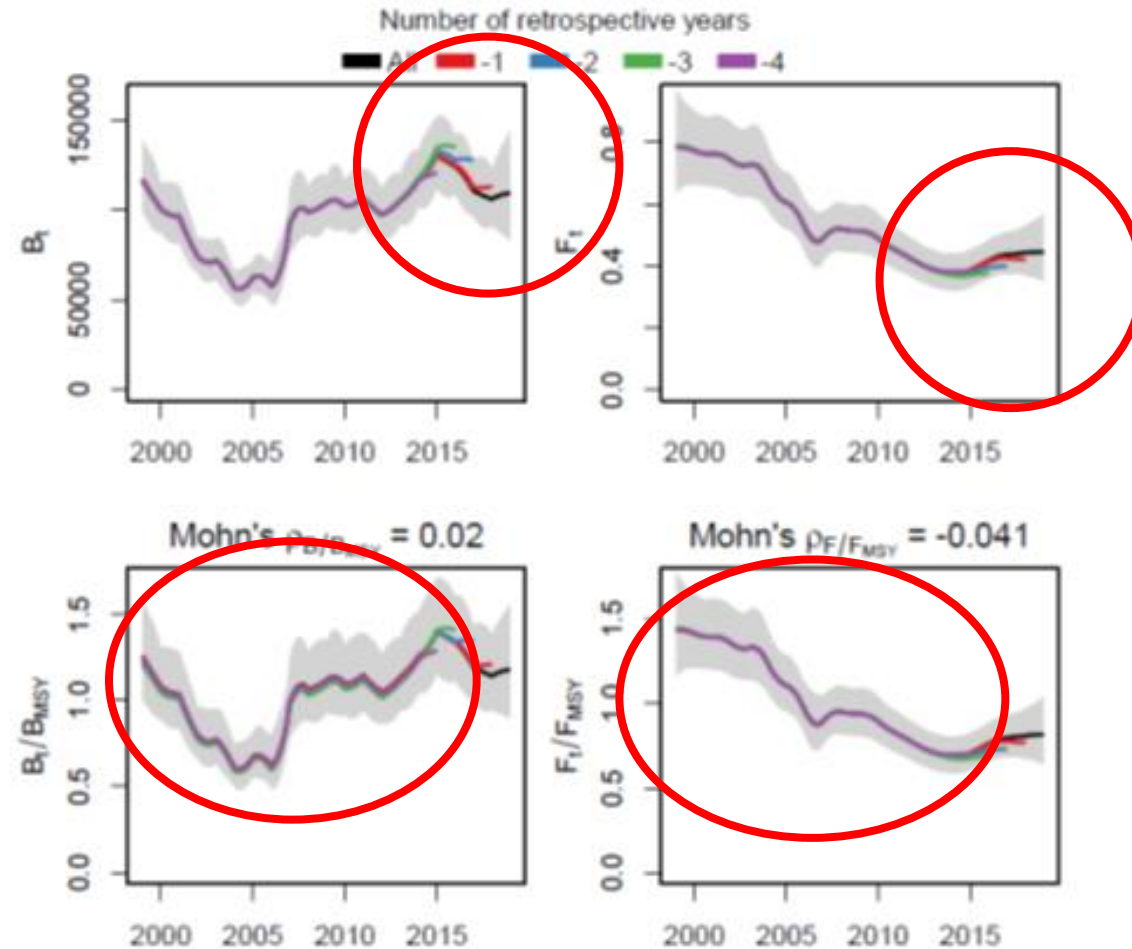 Number of retrospective years
All -1 -2 -3 -4
Bt
150000
50000
0
2000 2005 2010 2015
Ft
0.8
0.4
0.0
2000 2005 2010 2015
Mohn's ρB/BMSY = 0.02
Bt/BMSY
1.5
1.0
0.5
0.0
2000 2005 2010 2015
Mohn's ρF/FMSY = -0.041
Ft/FMSY
1.5
1.0
0.5
0.0
2000 2005 2010 2015